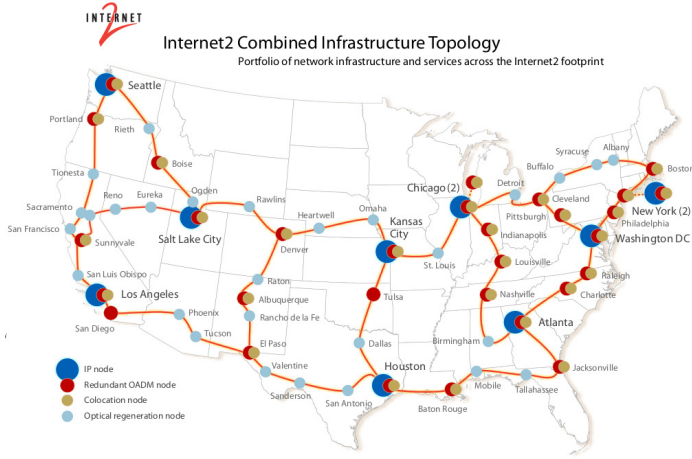 INTERNET
2
Internet2 Combined Infrastructure Topology
Portfolio of network infrastructure and services across the Internet2 footprint
Seattle
Portland
Rieth
Boise
Tionesta
Ogden
Reno
Eureka
Sacramento
San Francisco
Sunnyvale
Salt Lake City
Rawlins
Heartwell
Omaha
Denver
Kansas
City
Chicago (2)
Detroit
Buffalo
Syracuse
Albany
Boston
Cleveland
Pittsburgh
New York (2)
Philadelphia
Washington DC
Indianapolis
St. Louis
Louisville
Raleigh
Charlotte
Nashville
Atlanta
Birmingham
San Luis Obispo
Los Angeles
San Diego
Phoenix
Tucson
Raton
Albuquerque
Rancho de la Fe
El Paso
Valentine
Sanderson
San Antonio
Tulsa
Dallas
Houston
Baton Rouge
Mobile
Tallahassee
Jacksonville
IP node
Redundant OADM node
Colocation node
Optical regeneration node